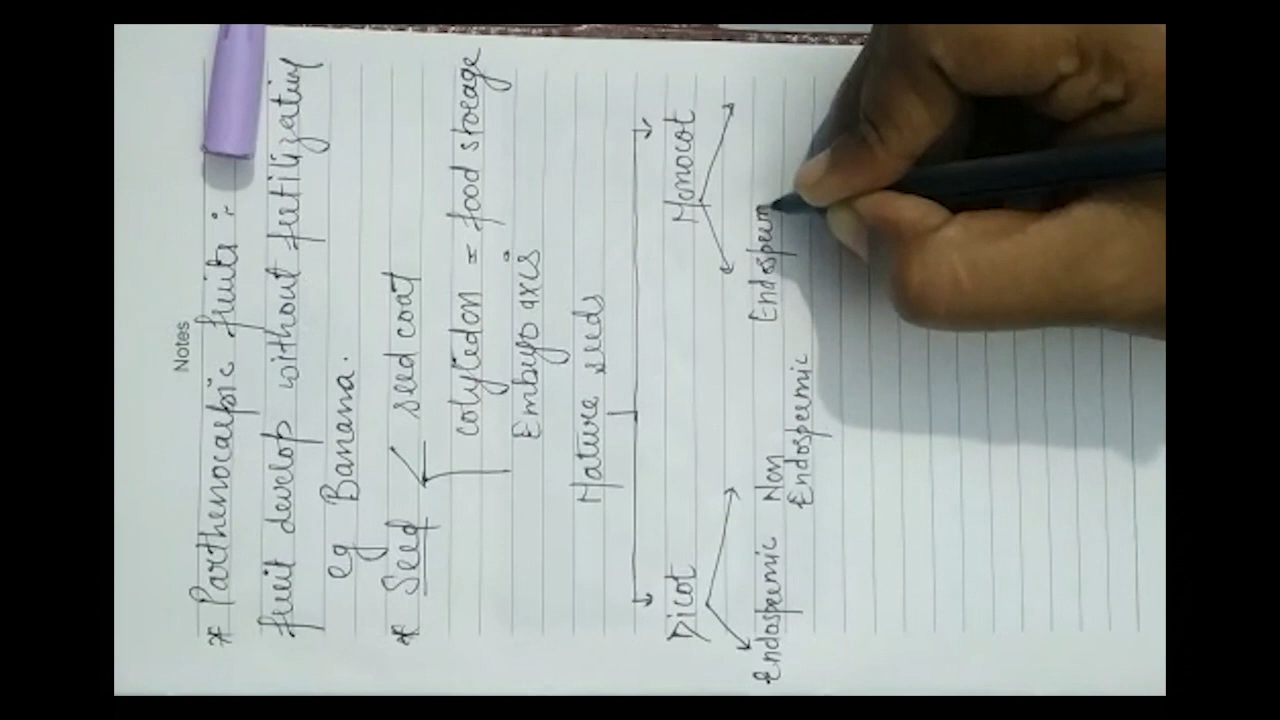 Notes
* Parthenocarpic fruits :-
fruit develop without fertilization
eg Banana.
* Seed seed coat
cotyledon = food storage
Embryo axis
Mature seeds
Dicot Monocot
Endospermic Non Endosperm
Endospermic